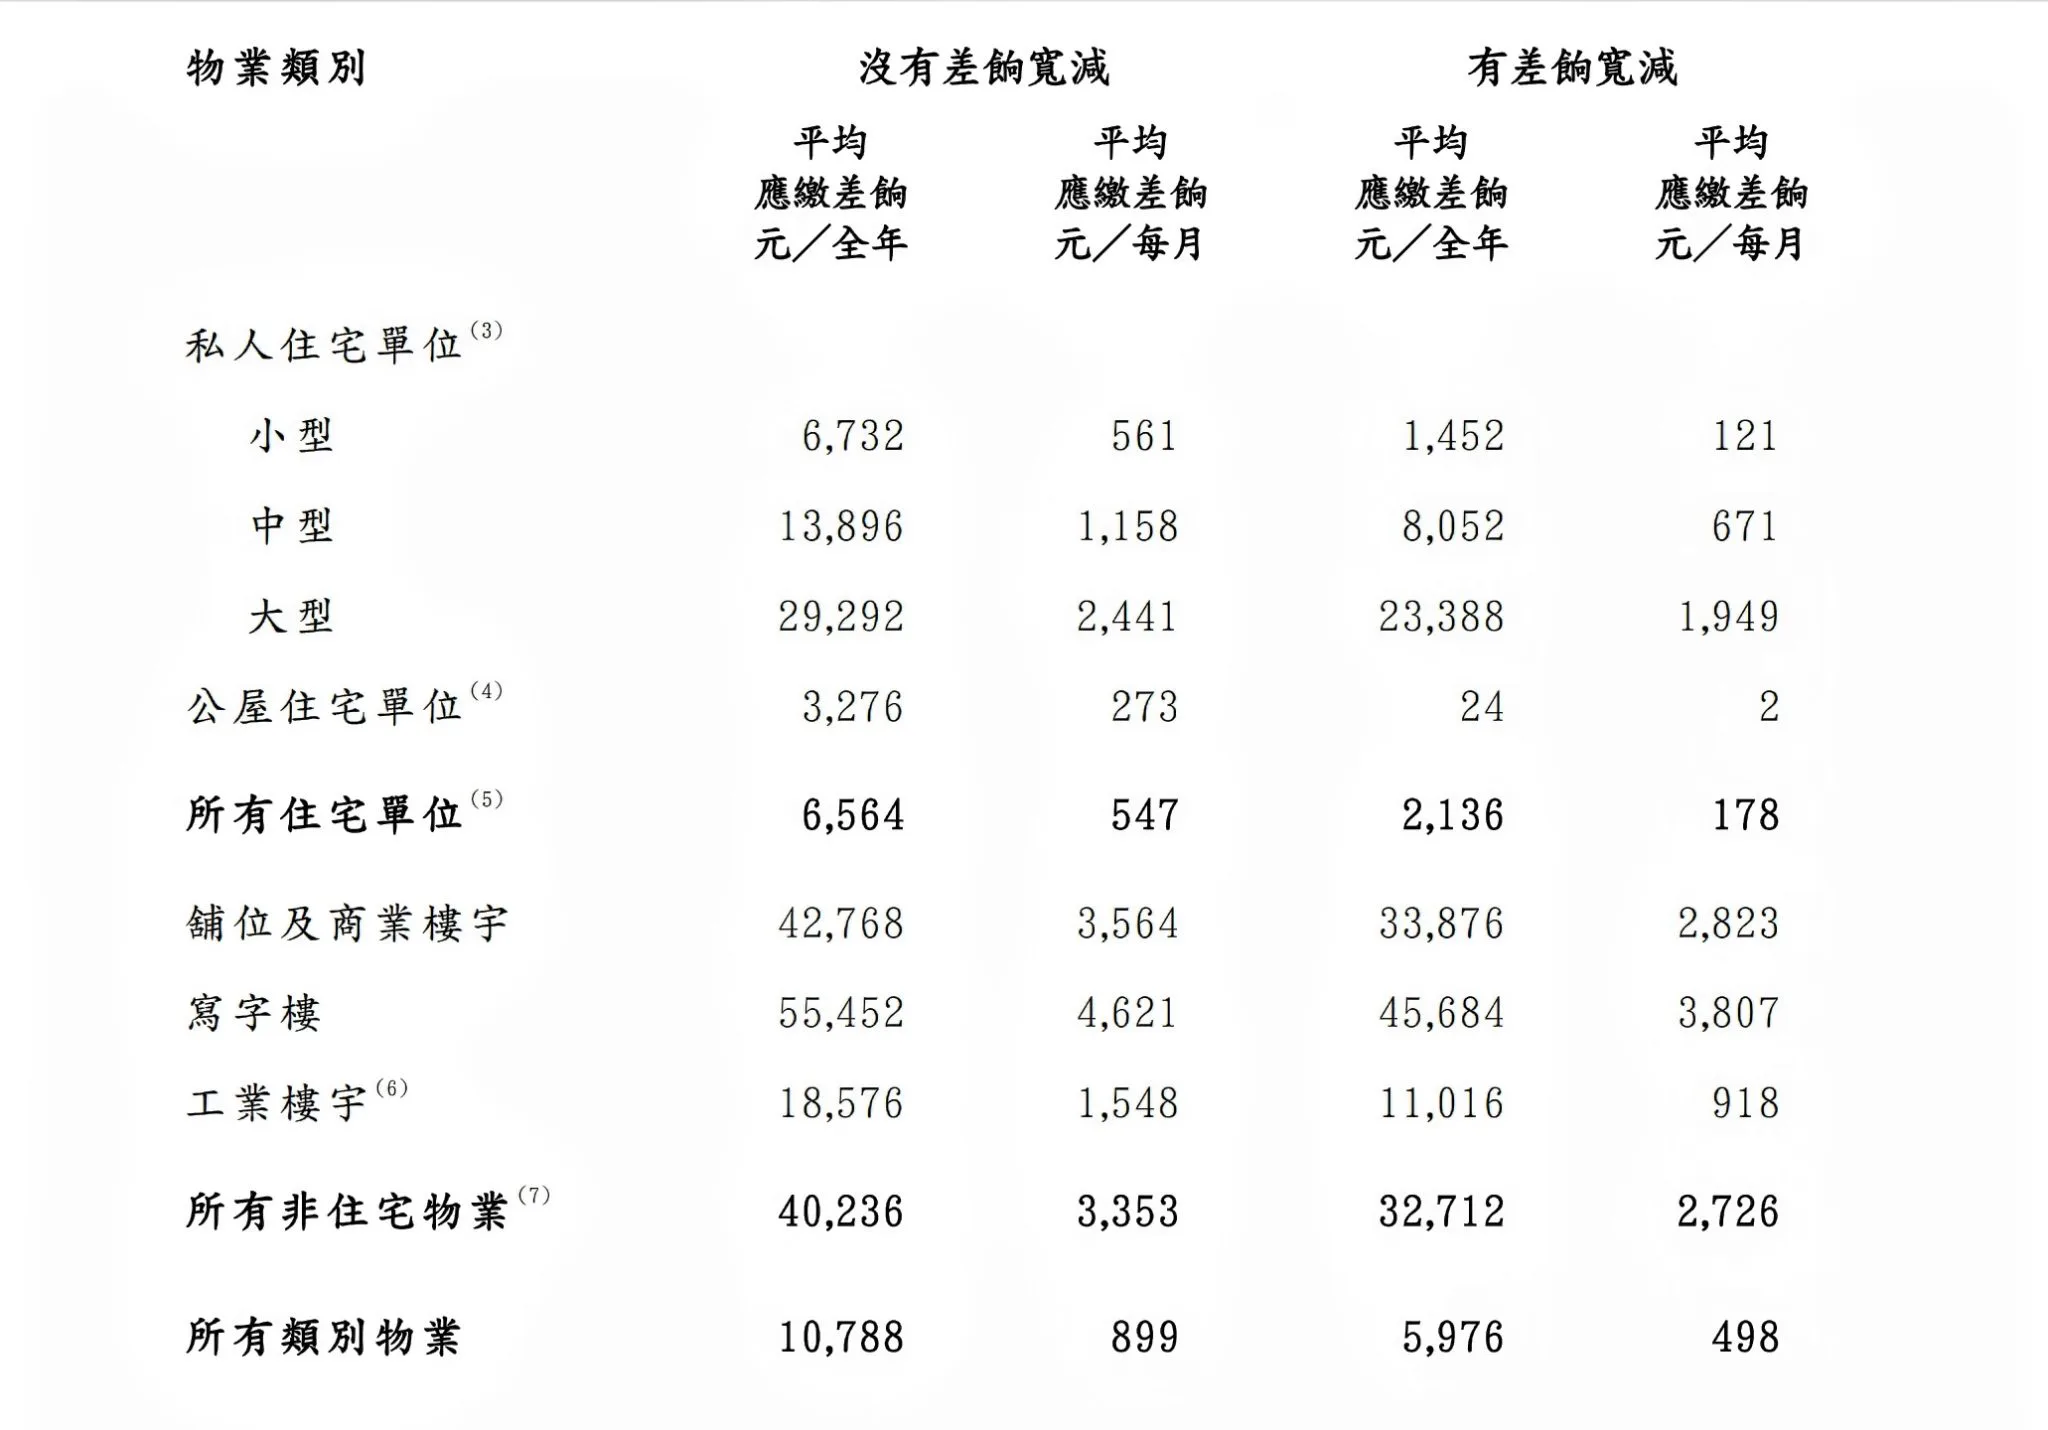 物業類別 沒有差餉寬減 有差餉寬減
平均 平均 平均 平均
應繳差餉 應繳差餉 應繳差餉 應繳差餉
元／全年 元／每月 元／全年 元／每月
私人住宅單位(3)
小型 6,732 561 1,452 121
中型 13,896 1,158 8,052 671
大型 29,292 2,441 23,388 1,949
公屋住宅單位(4) 3,276 273 24 2
所有住宅單位(5) 6,564 547 2,136 178
舖位及商業樓宇 42,768 3,564 33,876 2,823
寫字樓 55,452 4,621 45,684 3,807
工業樓宇(6) 18,576 1,548 11,016 918
所有非住宅物業(7) 40,236 3,353 32,712 2,726
所有類別物業 10,788 899 5,976 498